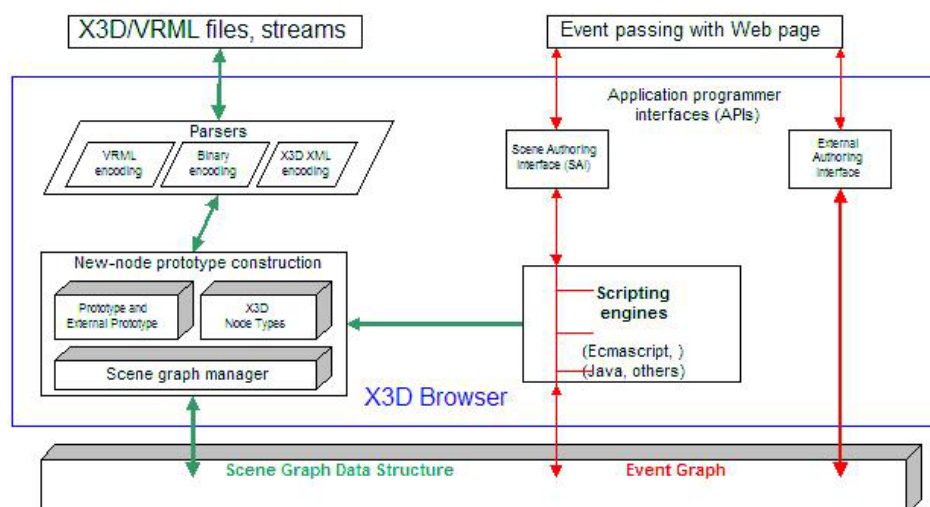 X3D/VRML files, streams
Event passing with Web page
Application programmer
interfaces (APIs)
Parsers
VRML
encoding
Binary
encoding
X3D XML
encoding
Scene Authoring
Interface (SAI)
External
Authoring
Interface
New-node prototype construction
Prototype and
External Prototype
X3D
Node Types
Scene graph manager
Scripting
engines
(Ecmascript, )
(Java, others)
X3D Browser
Scene Graph Data Structure
Event Graph